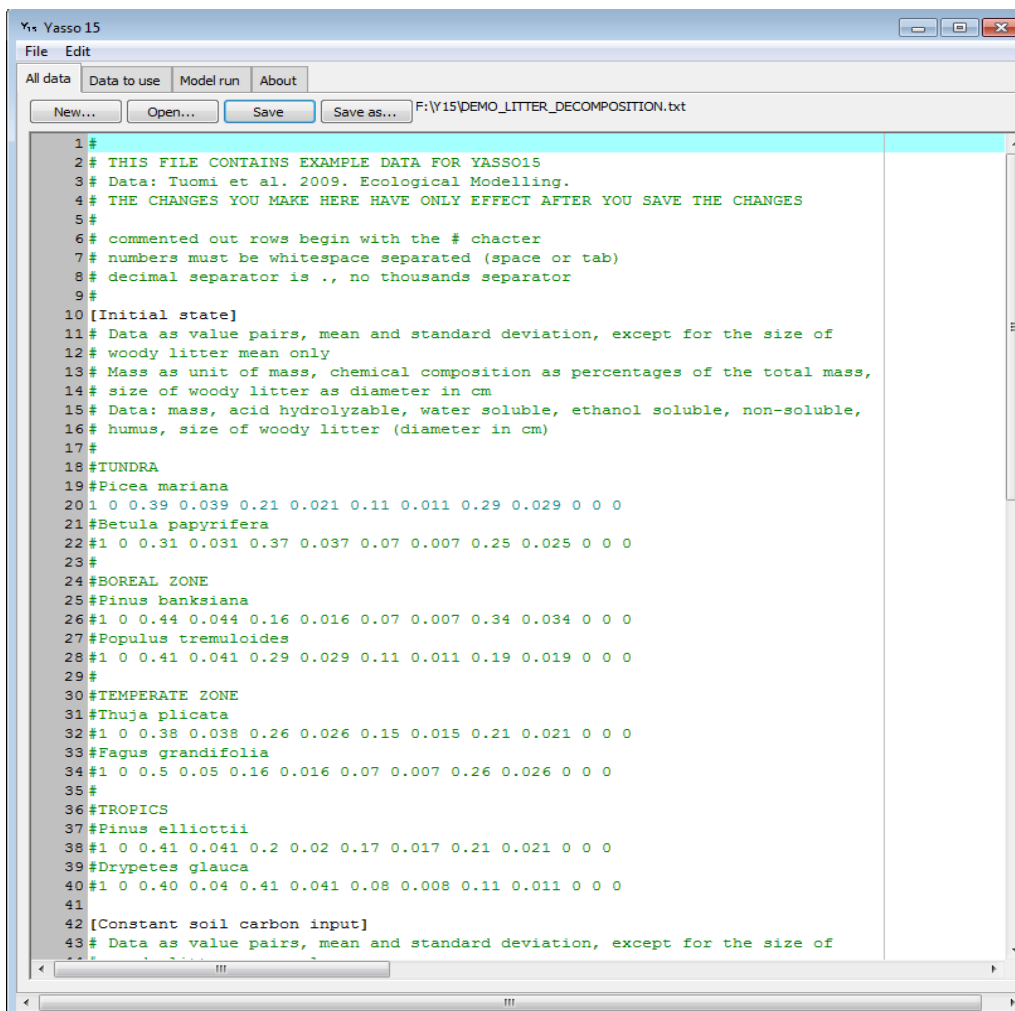 Y15 Yasso 15
File Edit
All data Data to use Model run About
New... Open... Save Save as... F:\Y15\DEMO_LITTER_DECOMPOSITION.txt
1 #
2 # THIS FILE CONTAINS EXAMPLE DATA FOR YASSO15
3 # Data: Tuomi et al. 2009. Ecological Modelling.
4 # THE CHANGES YOU MAKE HERE HAVE ONLY EFFECT AFTER YOU SAVE THE CHANGES
5 #
6 # commented out rows begin with the # chacter
7 # numbers must be whitespace separated (space or tab)
8 # decimal separator is ., no thousands separator
9 #
10 [Initial state]
11 # Data as value pairs, mean and standard deviation, except for the size of
12 # woody litter mean only
13 # Mass as unit of mass, chemical composition as percentages of the total mass,
14 # size of woody litter as diameter in cm
15 # Data: mass, acid hydrolyzable, water soluble, ethanol soluble, non-soluble,
16 # humus, size of woody litter (diameter in cm)
17 #
18 #TUNDRA
19 #Picea mariana
20 1 0 0.39 0.039 0.21 0.021 0.11 0.011 0.29 0.029 0 0 0
21 #Betula papyrifera
22 #1 0 0.31 0.031 0.37 0.037 0.07 0.007 0.25 0.025 0 0 0
23 #
24 #BOREAL ZONE
25 #Pinus banksiana
26 #1 0 0.44 0.044 0.16 0.016 0.07 0.007 0.34 0.034 0 0 0
27 #Populus tremuloides
28 #1 0 0.41 0.041 0.29 0.029 0.11 0.011 0.19 0.019 0 0 0
29 #
30 #TEMPERATE ZONE
31 #Thuja plicata
32 #1 0 0.38 0.038 0.26 0.026 0.15 0.015 0.21 0.021 0 0 0
33 #Fagus grandifolia
34 #1 0 0.5 0.05 0.16 0.016 0.07 0.007 0.26 0.026 0 0 0
35 #
36 #TROPICS
37 #Pinus elliottii
38 #1 0 0.41 0.041 0.2 0.02 0.17 0.017 0.21 0.021 0 0 0
39 #Drypetes glauca
40 #1 0 0.40 0.04 0.41 0.041 0.08 0.008 0.11 0.011 0 0 0
41
42 [Constant soil carbon input]
43 # Data as value pairs, mean and standard deviation, except for the size of